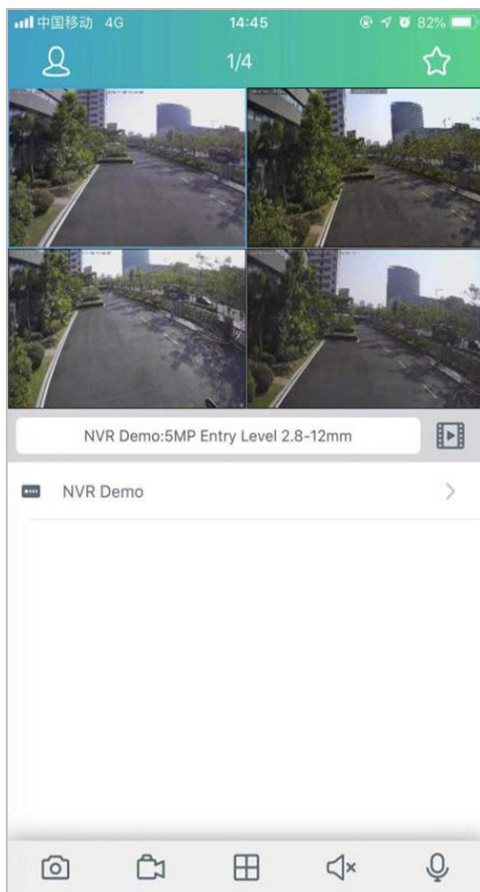 中国移动 4G 14:45 82%
1/4
NVR Demo:5MP Entry Level 2.8-12mm
NVR Demo